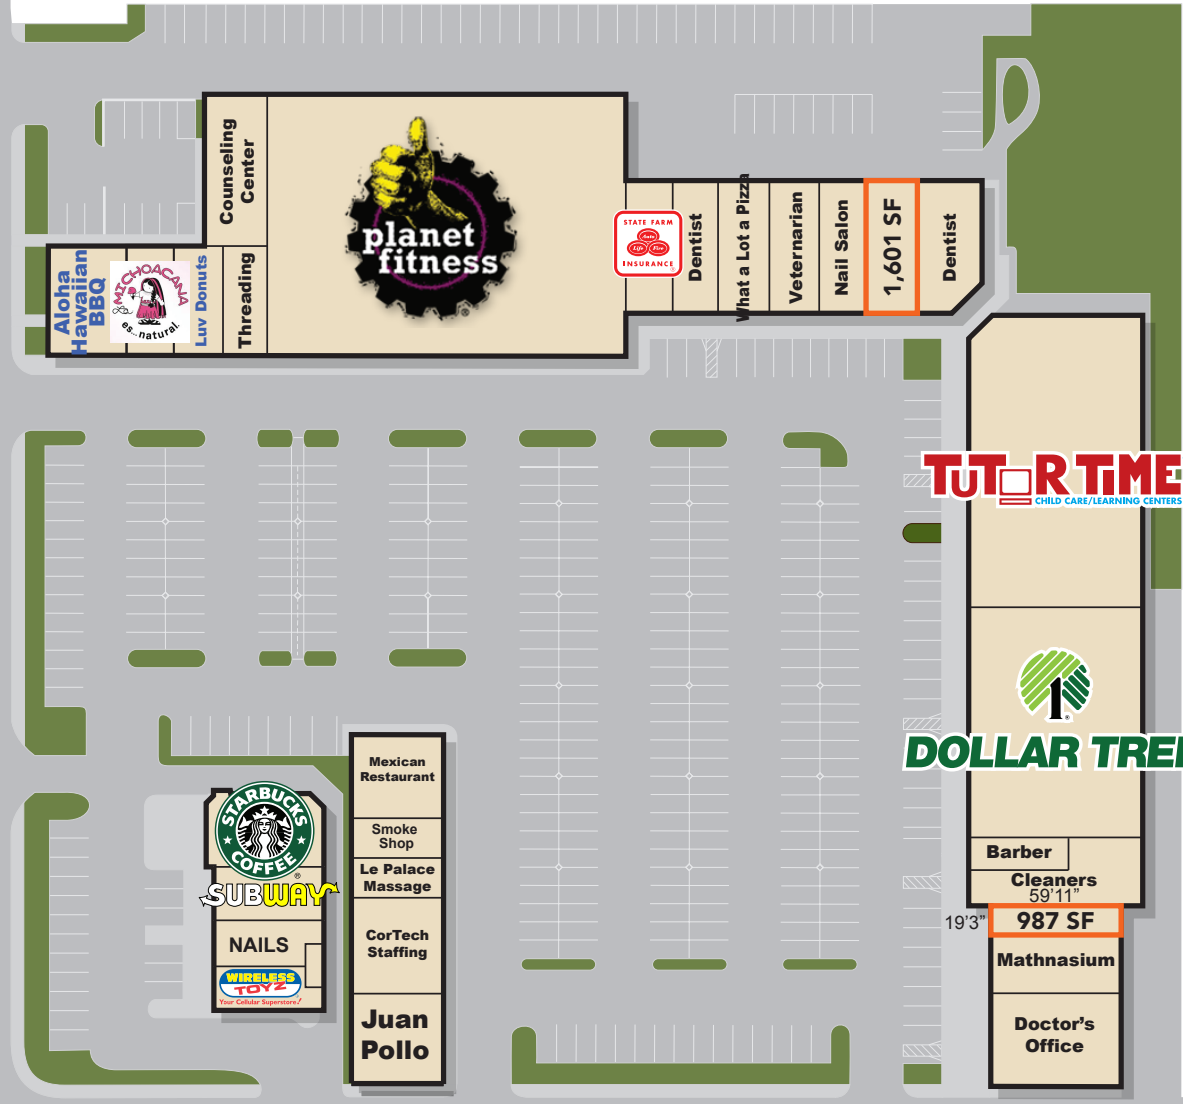 Counseling
Center
planet
fitness
Aloha
Hawaiian
BBQ
MICHOACANA
es...natural.
Luv Donuts
Threading
STATE FARM
Auto
Life
Fire
INSURANCE
Dentist
What a Lot a Pizza
Veternarian
Nail Salon
1,601 SF
Dentist
TUTOR TIME
CHILD CARE/LEARNING CENTERS
1
DOLLAR TREE
Barber
Cleaners
59'11"
19'3"
987 SF
Mathnasium
Doctor's
Office
Mexican
Restaurant
Smoke
Shop
Le Palace
Massage
CorTech
Staffing
Juan
Pollo
STARBUCKS
COFFEE
SUBWAY
NAILS
WIRELESS
TOYZ
Your Cellular Superstore!